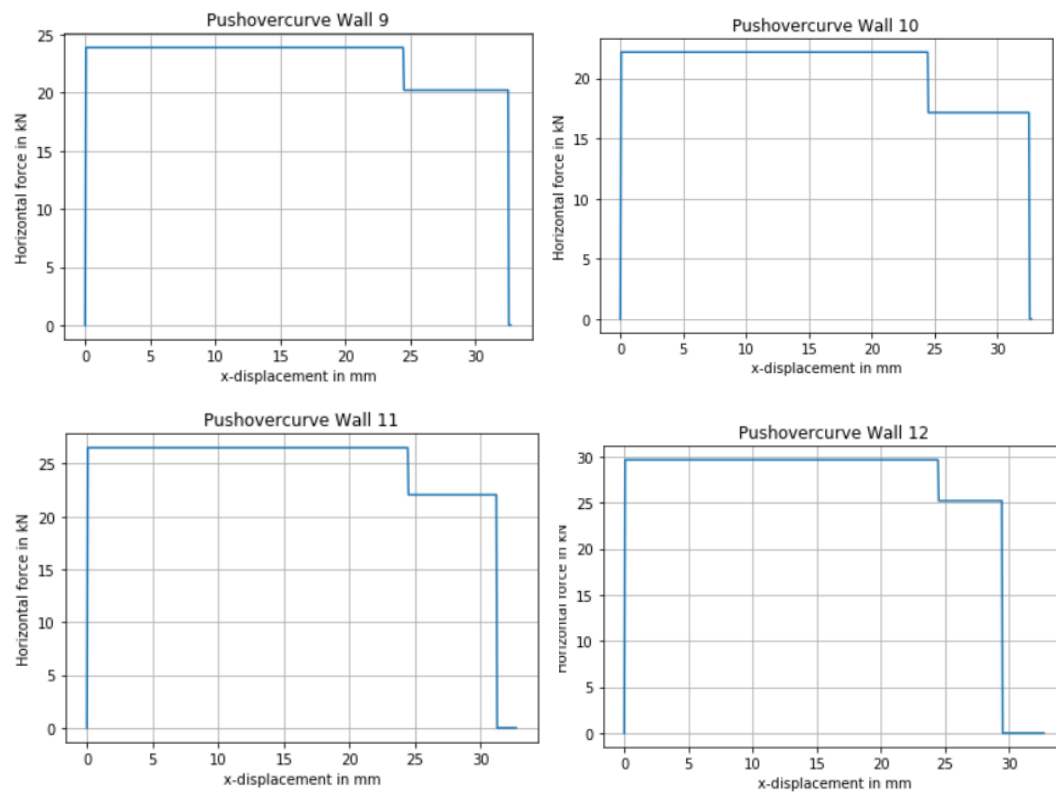 Pushovercurve Wall 9
25
20
15
10
5
0
Horizontal force in kN
0 5 10 15 20 25 30
x-displacement in mm
Pushovercurve Wall 10
20
15
10
5
0
Horizontal force in kN
0 5 10 15 20 25 30
x-displacement in mm
Pushovercurve Wall 11
25
20
15
10
5
0
Horizontal force in kN
0 5 10 15 20 25 30
x-displacement in mm
Pushovercurve Wall 12
30
25
20
15
10
5
0
Horizontal force in kN
0 5 10 15 20 25 30
x-displacement in mm